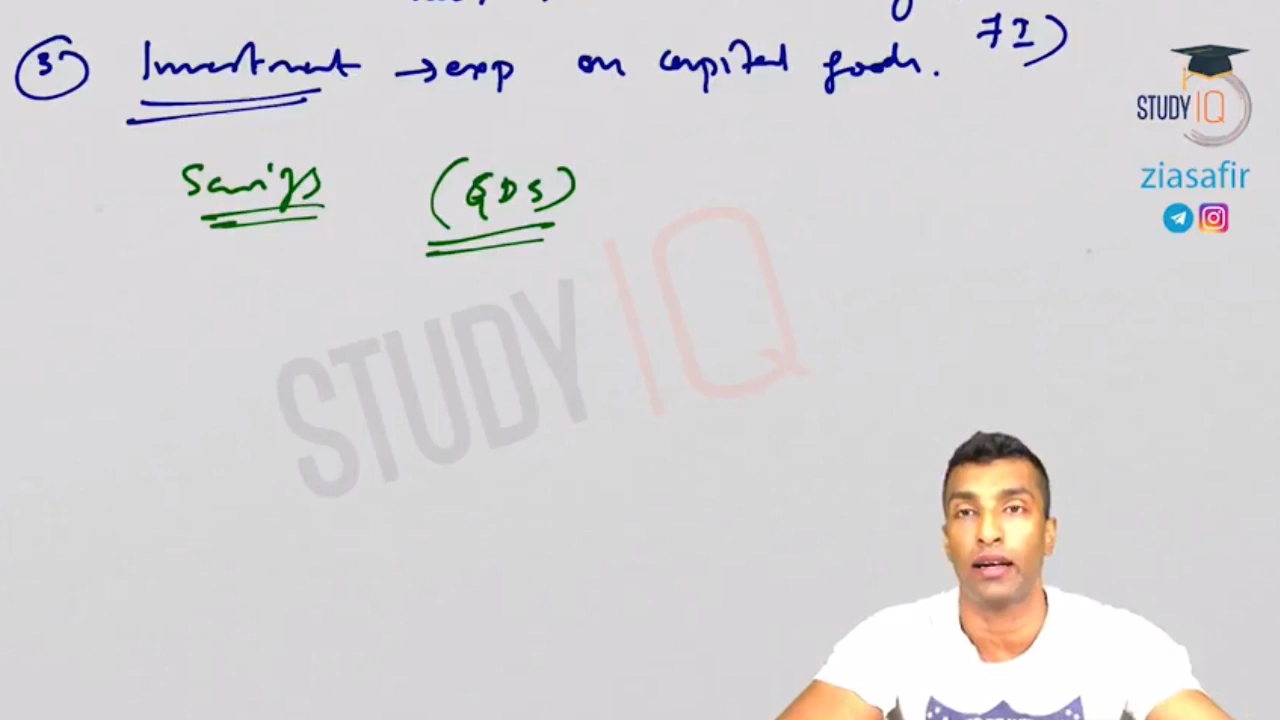 ③ Investment → exp on capital goods. 7I)
Savings (GDS)
STUDY IQ
ziasafir
STUDY IQ